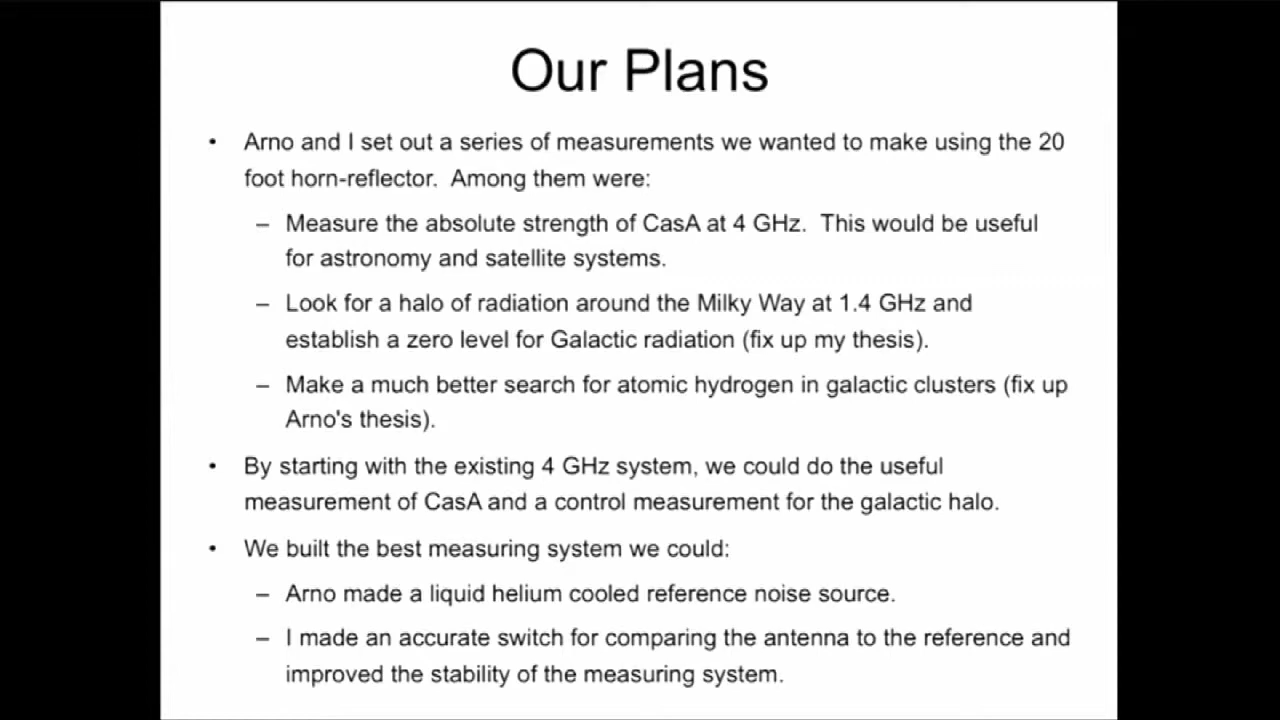 Our Plans
• Arno and I set out a series of measurements we wanted to make using the 20
foot horn-reflector.  Among them were:
– Measure the absolute strength of CasA at 4 GHz.  This would be useful
for astronomy and satellite systems.
– Look for a halo of radiation around the Milky Way at 1.4 GHz and
establish a zero level for Galactic radiation (fix up my thesis).
– Make a much better search for atomic hydrogen in galactic clusters (fix up
Arno's thesis).
• By starting with the existing 4 GHz system, we could do the useful
measurement of CasA and a control measurement for the galactic halo.
• We built the best measuring system we could:
– Arno made a liquid helium cooled reference noise source.
– I made an accurate switch for comparing the antenna to the reference and
improved the stability of the measuring system.